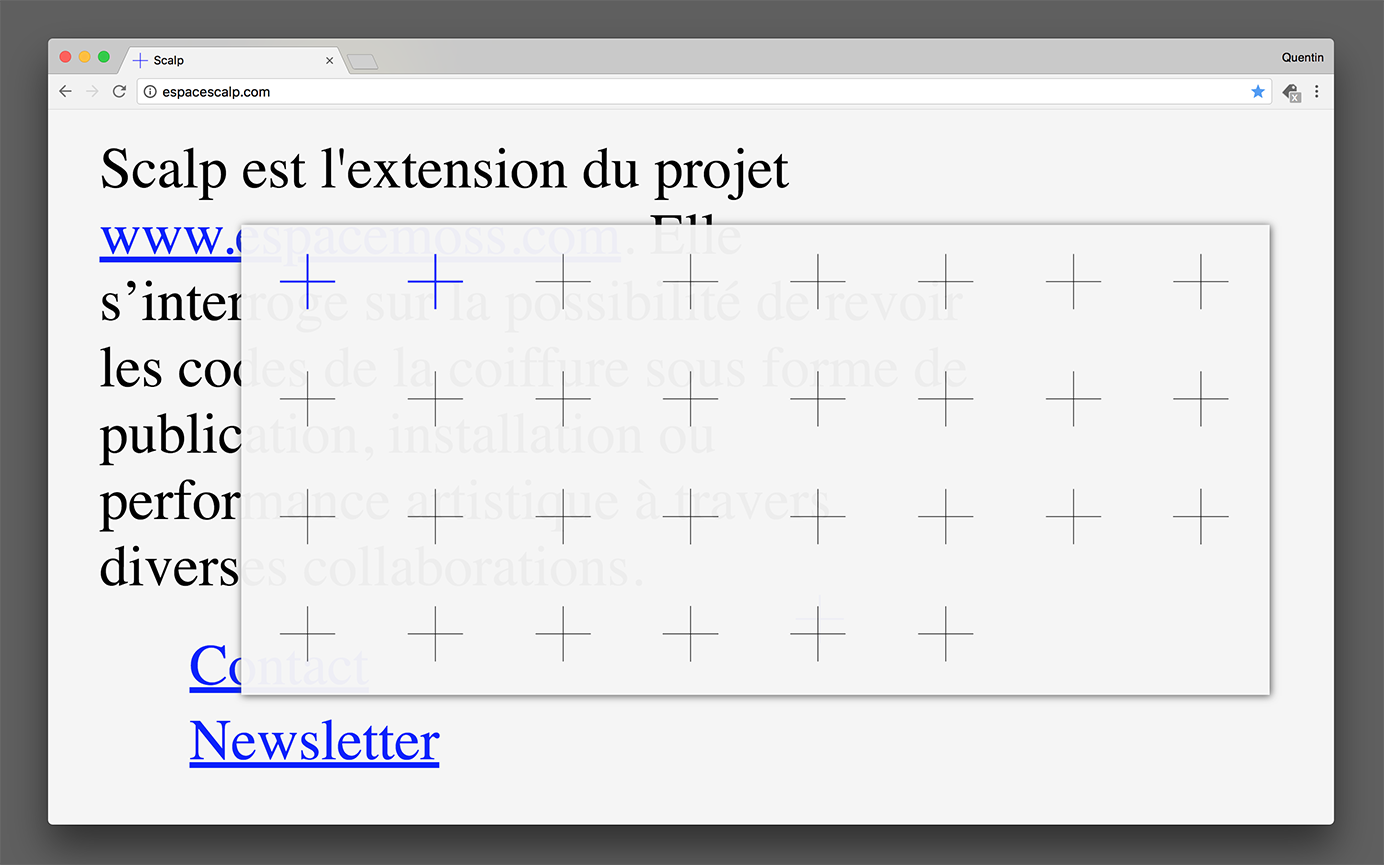 Scalp
Quentin
espacescalp.com
Scalp est l'extension du projet
www.espacemoss.com. Elle
s’interroge sur la possibilité de revoir
les codes de la coiffure sous forme de
publication, installation ou
performance artistique à travers
diverses collaborations.
Contact
Newsletter